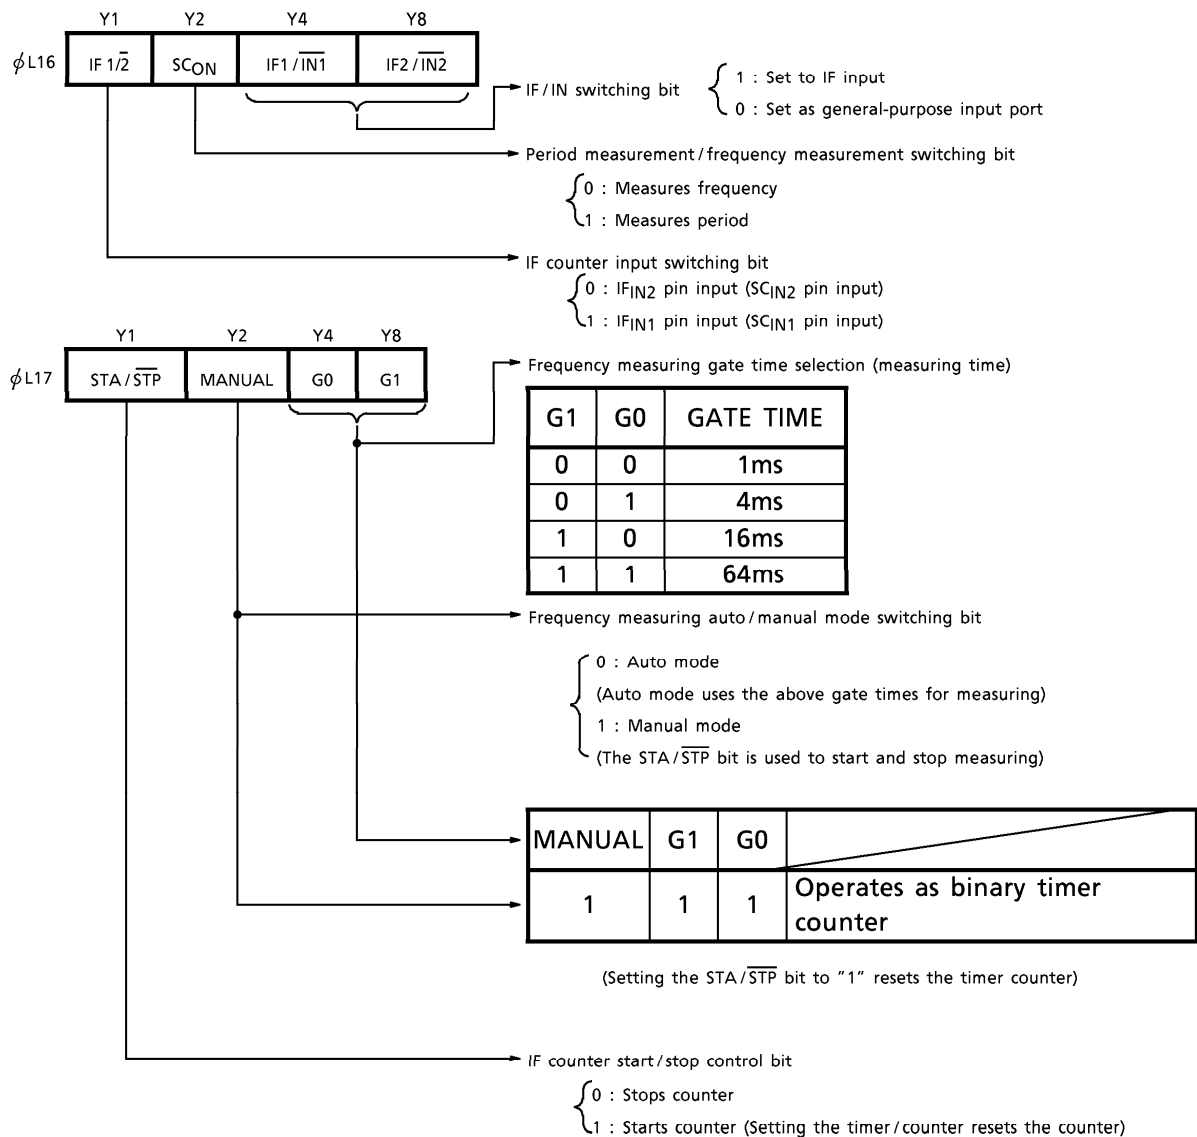 Y1 Y2 Y4 Y8
ϕL16 IF 1/2̅ SCON IF1/I̅N̅1̅ IF2/I̅N̅2̅
IF/IN switching bit
1 : Set to IF input
0 : Set as general-purpose input port
Period measurement/frequency measurement switching bit
0 : Measures frequency
1 : Measures period
IF counter input switching bit
0 : IFIN2 pin input (SCIN2 pin input)
1 : IFIN1 pin input (SCIN1 pin input)
Y1 Y2 Y4 Y8
ϕL17 STA/S̅T̅P̅ MANUAL G0 G1
Frequency measuring gate time selection (measuring time)
G1 G0 GATE TIME
0 0 1ms
0 1 4ms
1 0 16ms
1 1 64ms
Frequency measuring auto/manual mode switching bit
0 : Auto mode
(Auto mode uses the above gate times for measuring)
1 : Manual mode
(The STA/S̅T̅P̅ bit is used to start and stop measuring)
MANUAL G1 G0
1 1 1 Operates as binary timer
counter
(Setting the STA/S̅T̅P̅ bit to "1" resets the timer counter)
IF counter start/stop control bit
0 : Stops counter
1 : Starts counter (Setting the timer/counter resets the counter)